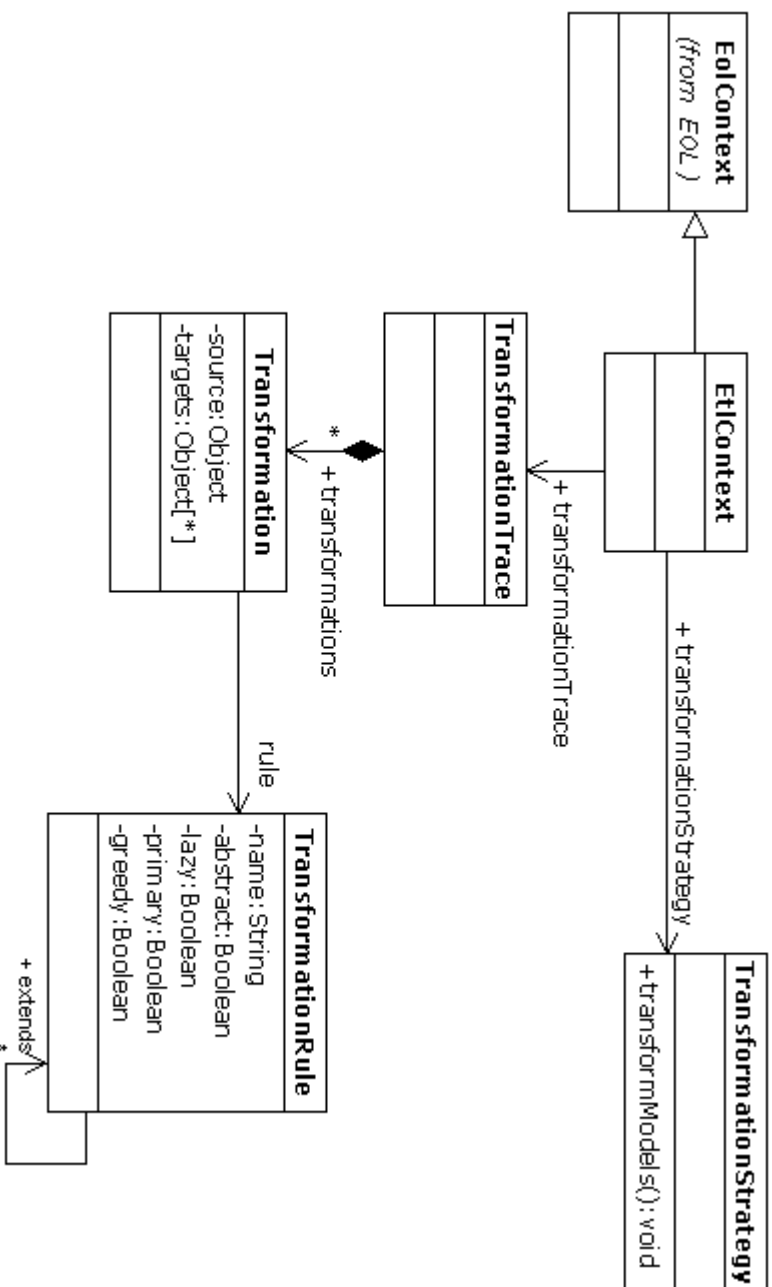 EolContext
(from EOL)
EtlContext
+ transformationStrategy
TransformationStrategy
+transformModels(): void
+ transformationTrace
TransformationTrace
*
+ transformations
Transformation
-source: Object
-targets: Object[*]
rule
TransformationRule
-name: String
-abstract: Boolean
-lazy: Boolean
-primary: Boolean
-greedy: Boolean
+ extends
*